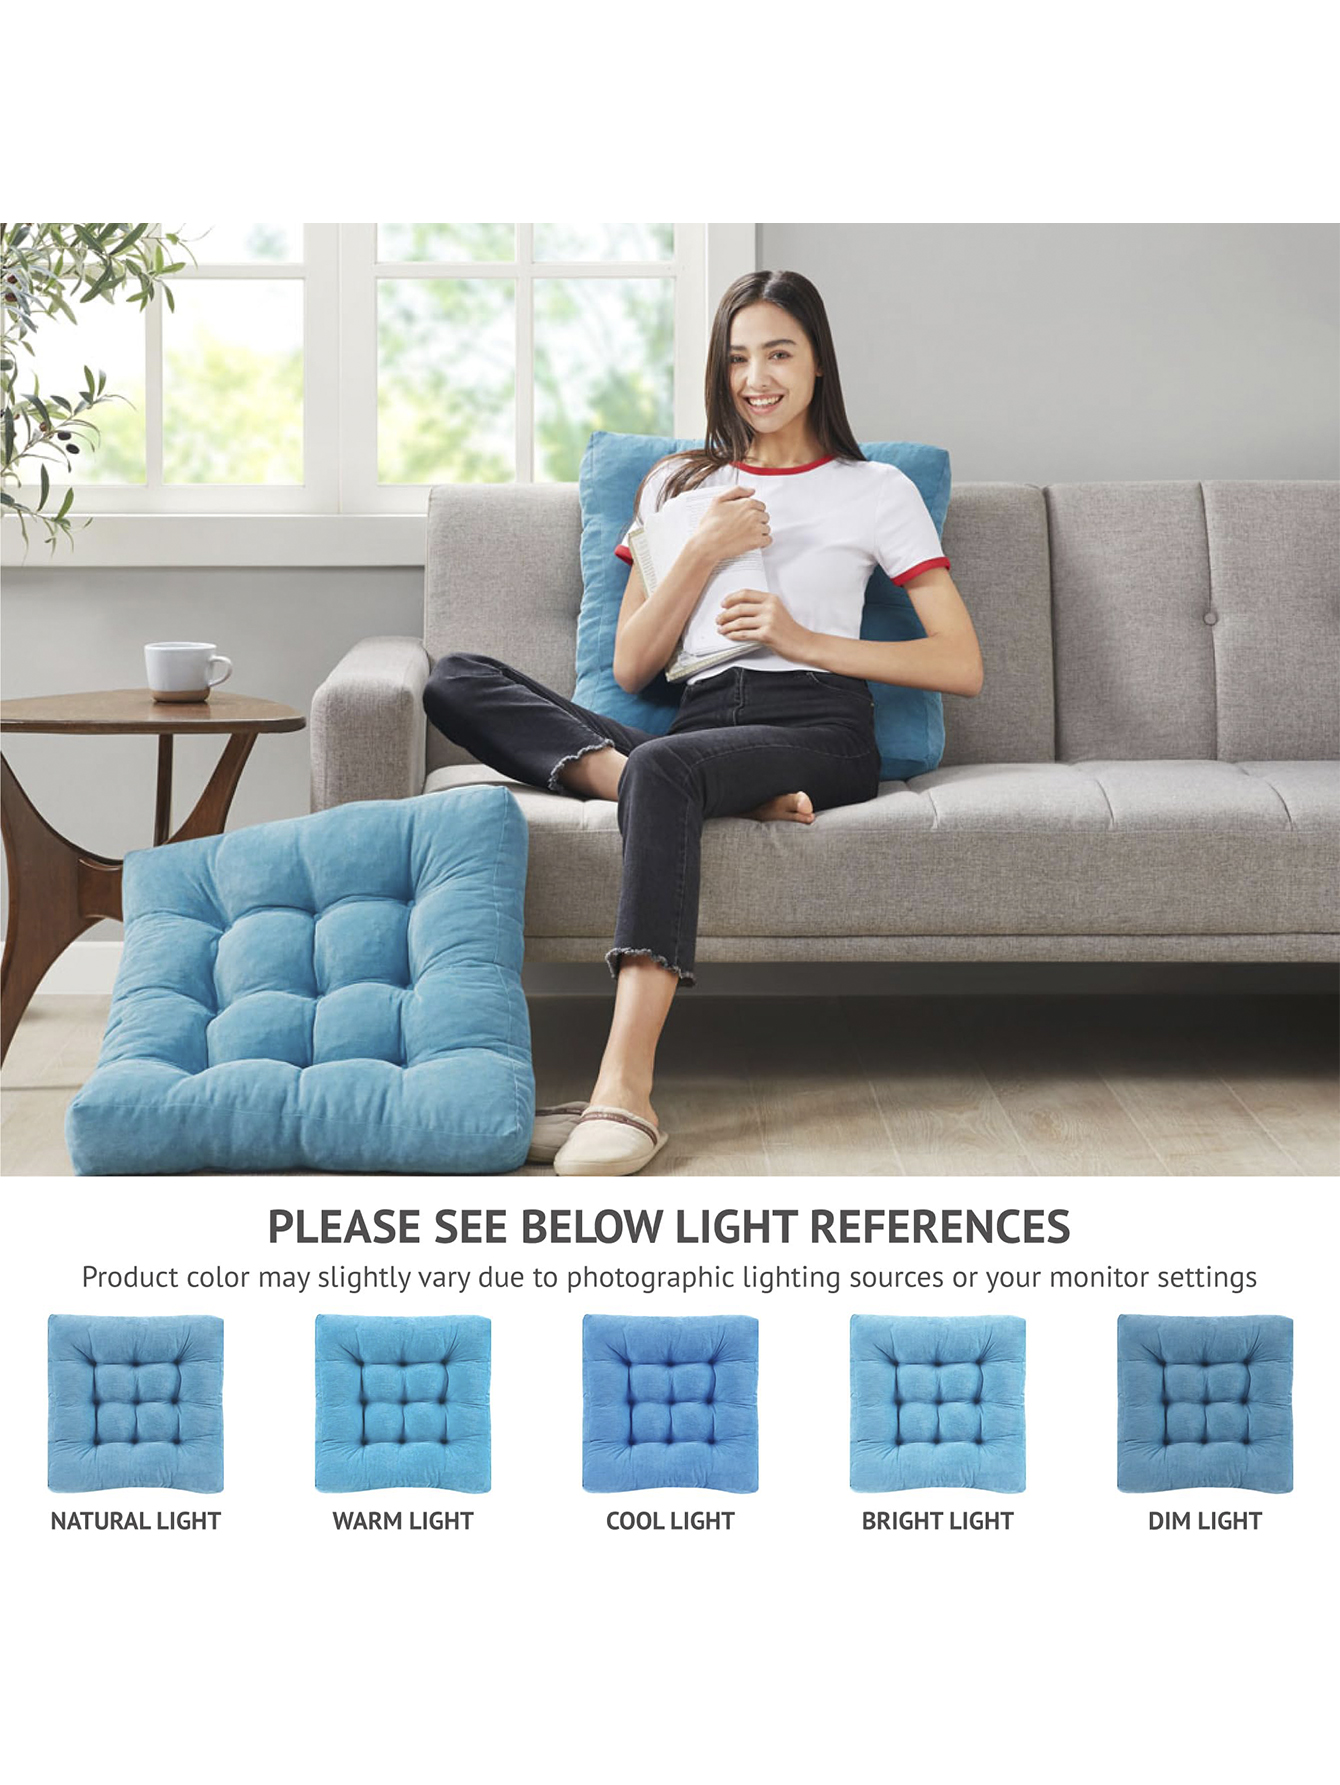 PLEASE SEE BELOW LIGHT REFERENCES
Product color may slightly vary due to photographic lighting sources or your monitor settings
NATURAL LIGHT
WARM LIGHT
COOL LIGHT
BRIGHT LIGHT
DIM LIGHT